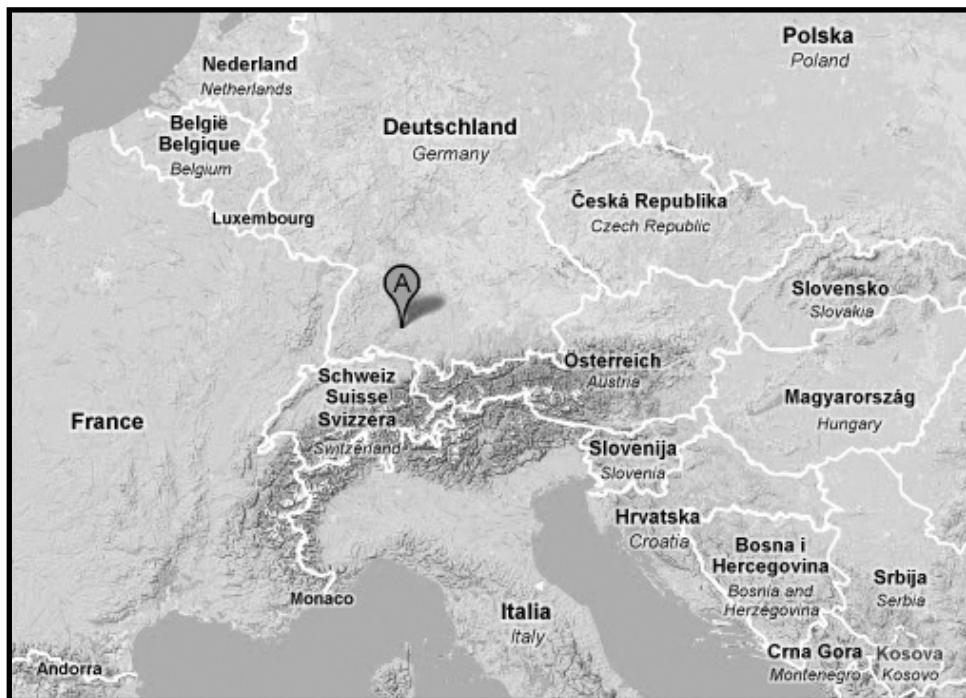 Polska
Poland
Nederland
Netherlands
België
Belgique
Belgium
Deutschland
Germany
Česká Republika
Czech Republic
Luxembourg
A
Slovensko
Slovakia
Österreich
Austria
Schweiz
Suisse
Svizzera
Switzerland
Magyarország
Hungary
France
Slovenija
Slovenia
Hrvatska
Croatia
Bosna i
Hercegovina
Bosnia and
Herzegovina
Srbija
Serbia
Monaco
Italia
Italy
Crna Gora
Montenegro
Kosova
Kosovo
Andorra